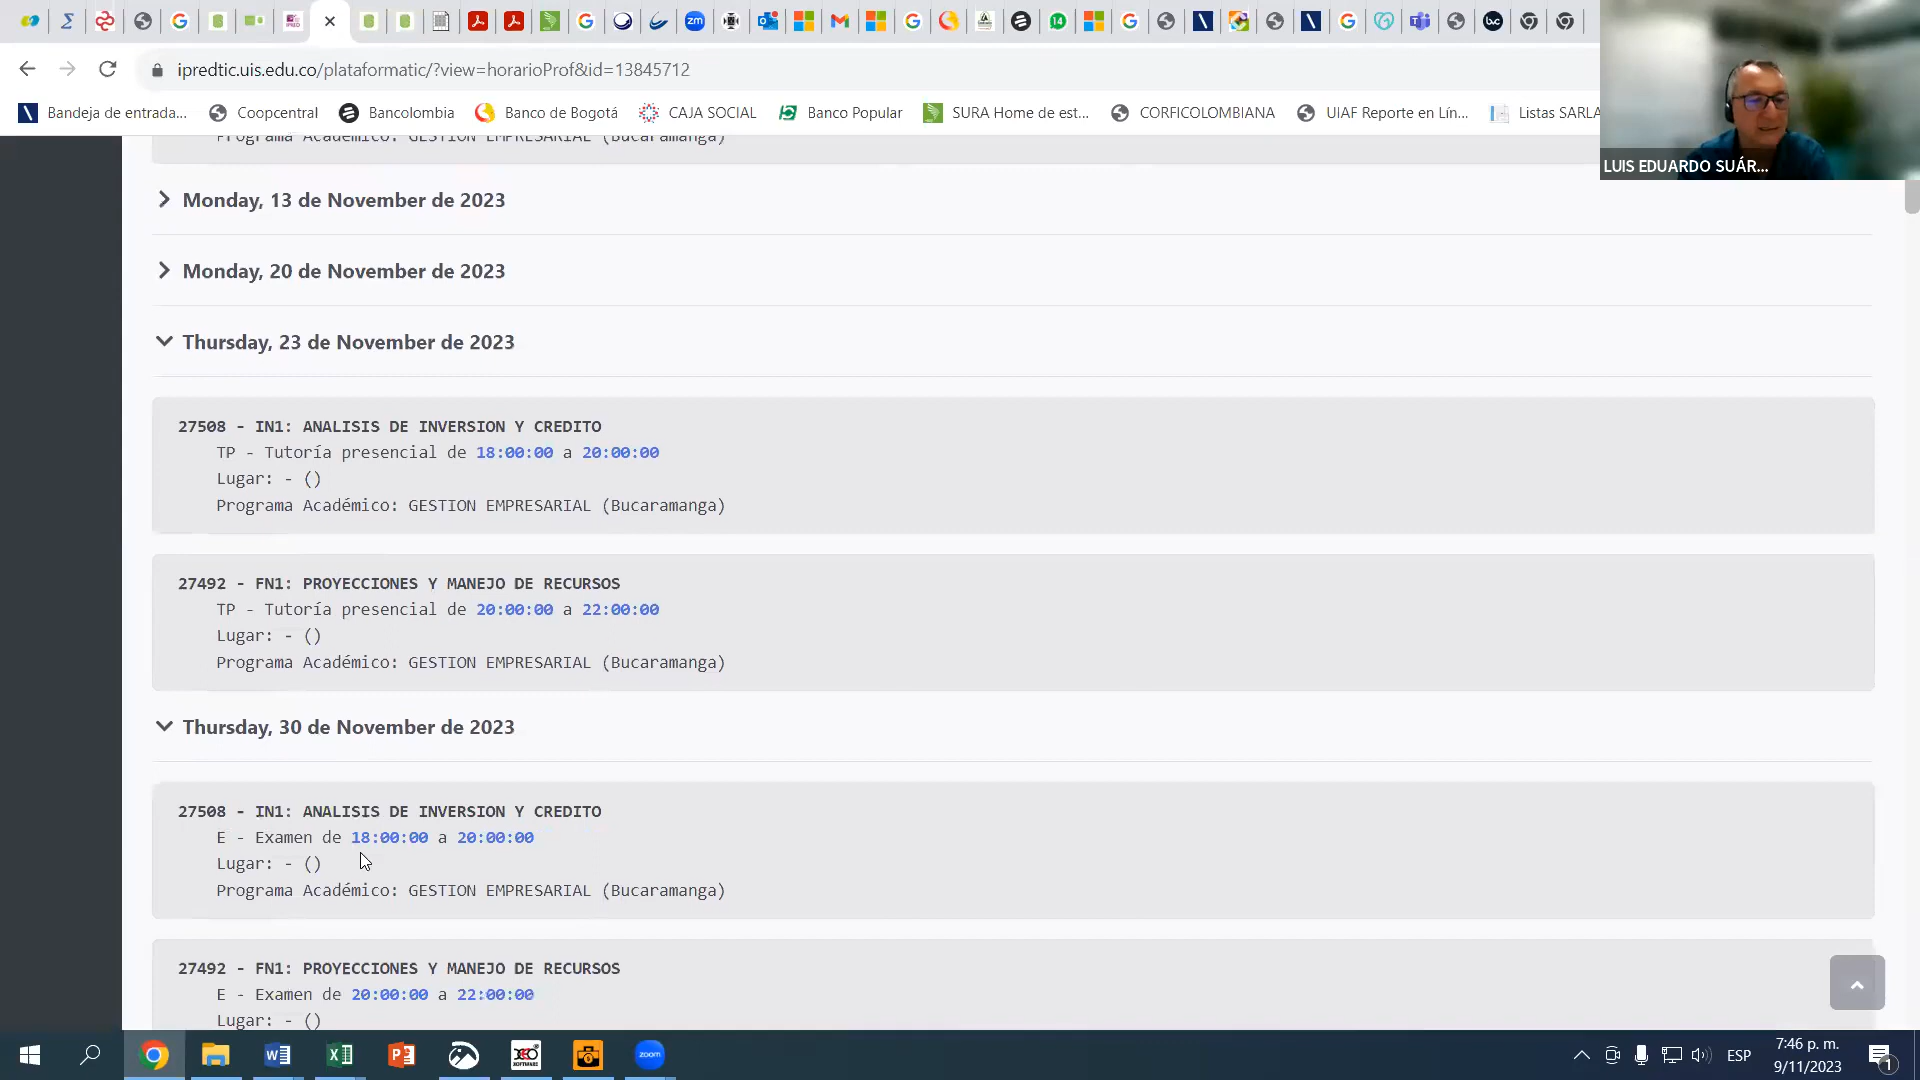 ipredtic.uis.edu.co/plataformatic/?view=horarioProf&id=13845712
Bandeja de entrada...
Coopcentral
Bancolombia
Banco de Bogotá
CAJA SOCIAL
Banco Popular
SURA Home de est...
CORFICOLOMBIANA
UIAF Reporte en Lín...
Listas SARLA
LUIS EDUARDO SUÁR...
Programa Académico: GESTION EMPRESARIAL (Bucaramanga)
Monday, 13 de November de 2023
Monday, 20 de November de 2023
Thursday, 23 de November de 2023
27508 - IN1: ANALISIS DE INVERSION Y CREDITO
TP - Tutoría presencial de 18:00:00 a 20:00:00
Lugar: - ()
Programa Académico: GESTION EMPRESARIAL (Bucaramanga)
27492 - FN1: PROYECCIONES Y MANEJO DE RECURSOS
TP - Tutoría presencial de 20:00:00 a 22:00:00
Lugar: - ()
Programa Académico: GESTION EMPRESARIAL (Bucaramanga)
Thursday, 30 de November de 2023
27508 - IN1: ANALISIS DE INVERSION Y CREDITO
E - Examen de 18:00:00 a 20:00:00
Lugar: - ()
Programa Académico: GESTION EMPRESARIAL (Bucaramanga)
27492 - FN1: PROYECCIONES Y MANEJO DE RECURSOS
E - Examen de 20:00:00 a 22:00:00
Lugar: - ()
zoom
ESP
7:46 p. m.
9/11/2023
1